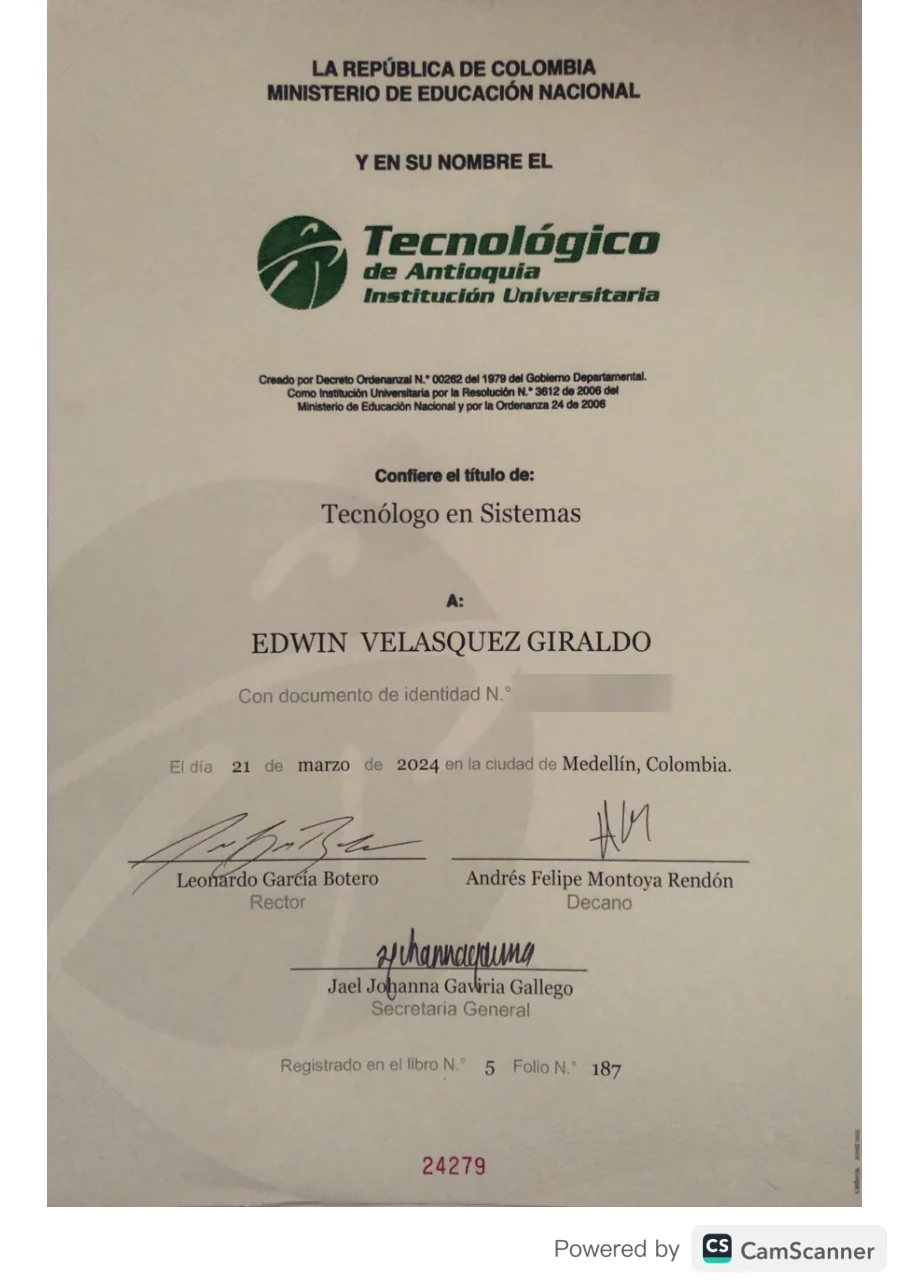 LA REPÚBLICA DE COLOMBIA
MINISTERIO DE EDUCACIÓN NACIONAL
Y EN SU NOMBRE EL
Tecnológico
de Antioquia
Institución Universitaria
Creado por Decreto Ordenanzal N.° 00262 del 1979 del Gobierno Departamental.
Como Institución Universitaria por la Resolución N.° 3612 de 2006 del
Ministerio de Educación Nacional y por la Ordenanza 24 de 2006
Confiere el título de:
Tecnólogo en Sistemas
A:
EDWIN VELASQUEZ GIRALDO
Con documento de identidad N.°
El día 21 de marzo de 2024 en la ciudad de Medellín, Colombia.
Leonardo García Botero
Rector
Andrés Felipe Montoya Rendón
Decano
Jael Johanna Gaviria Gallego
Secretaria General
Registrado en el libro N.° 5 Folio N.° 187
24279
Powered by CS CamScanner